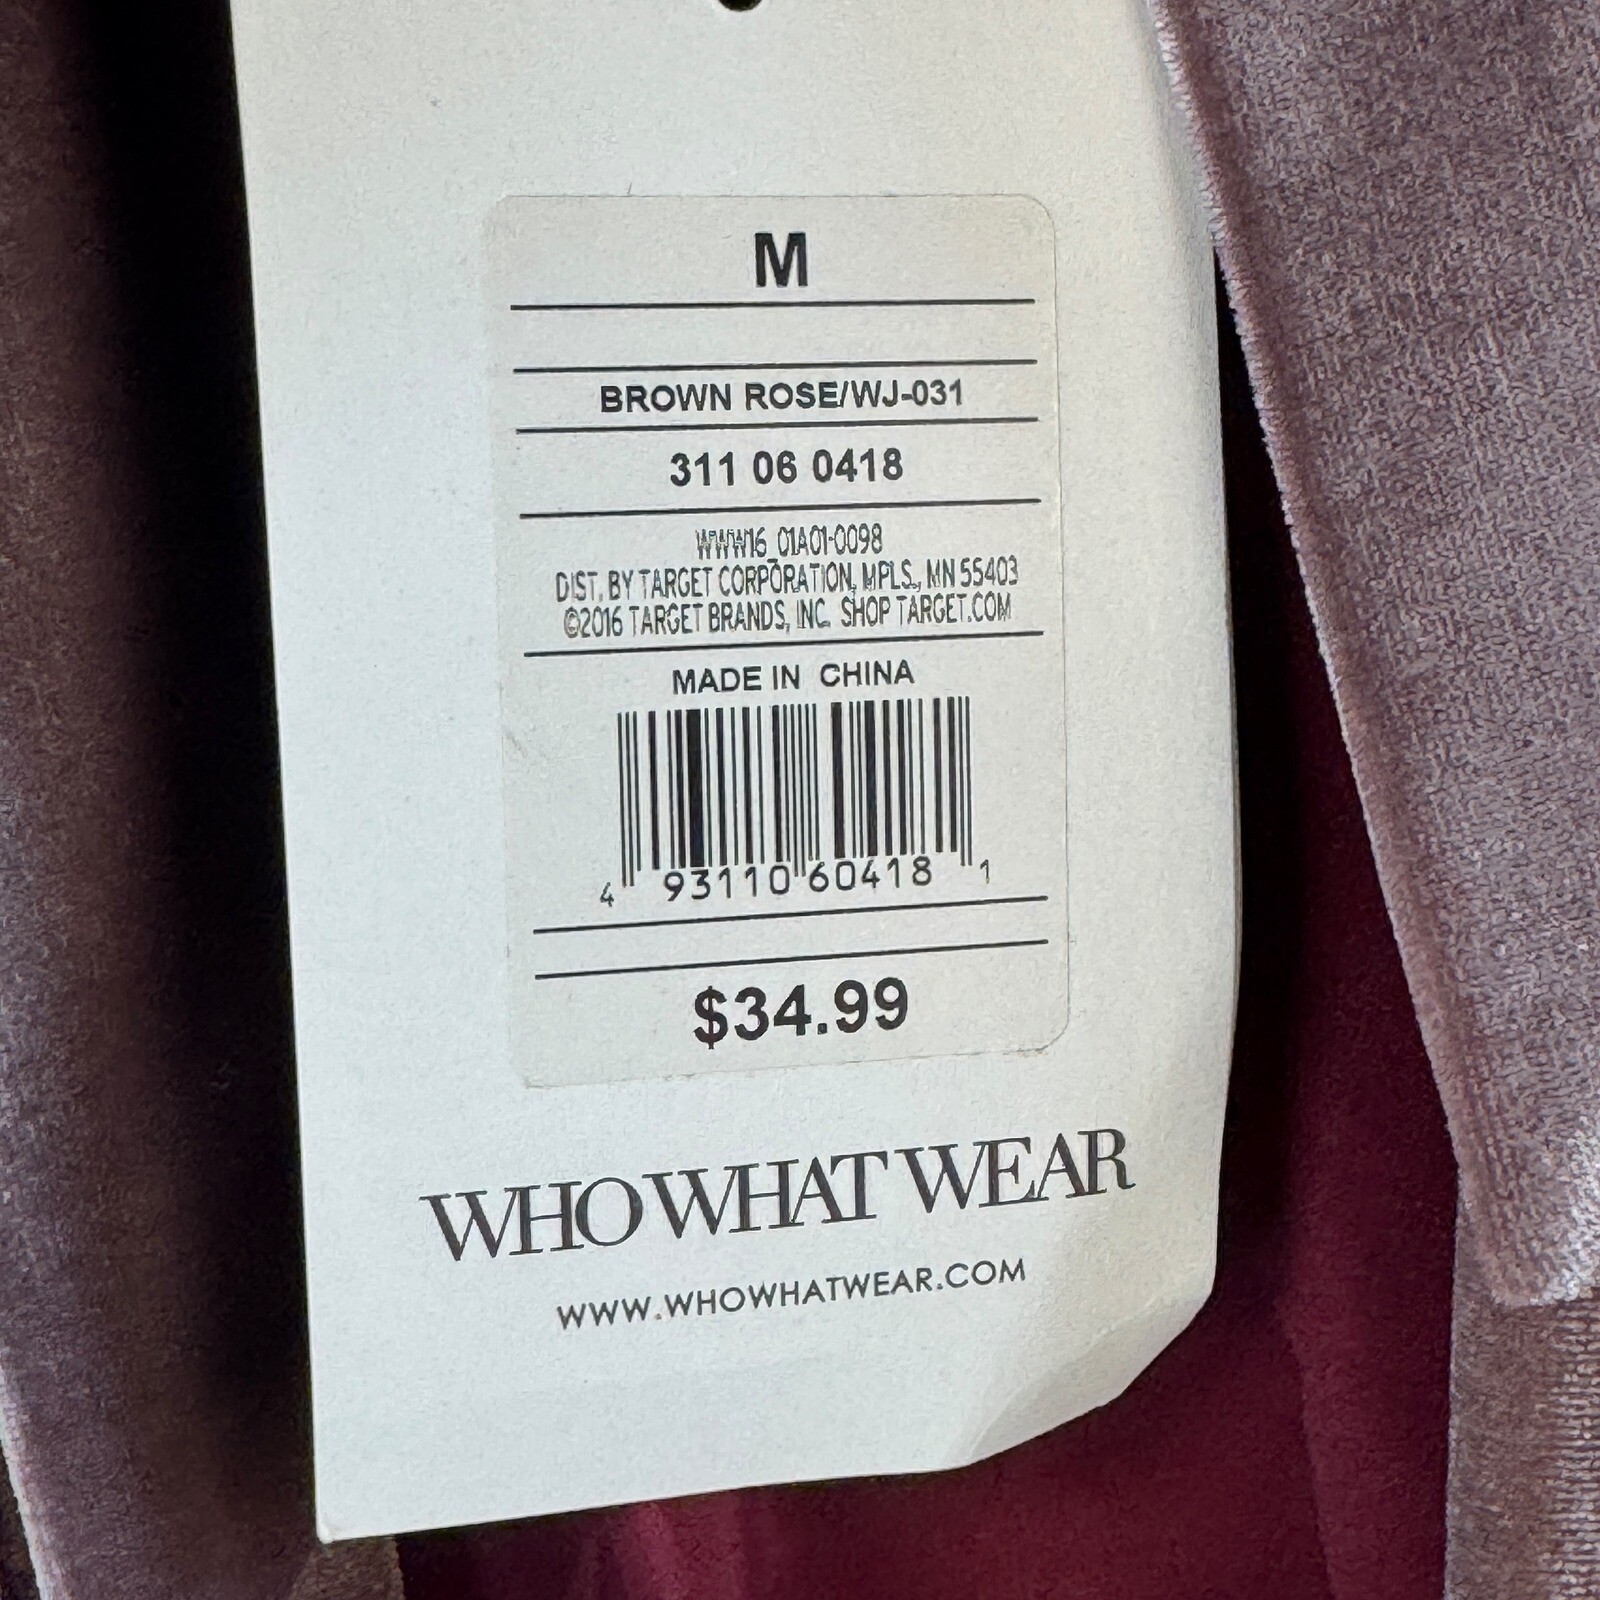 M
BROWN ROSE/WJ-031
311 06 0418
WWW16_01A01-0098
DIST. BY TARGET CORPORATION, MPLS., MN 55403
©2016 TARGET BRANDS, INC. SHOP TARGET.COM
MADE IN CHINA
4 93110 60418 1
$34.99
WHO WHAT WEAR
WWW.WHOWHATWEAR.COM